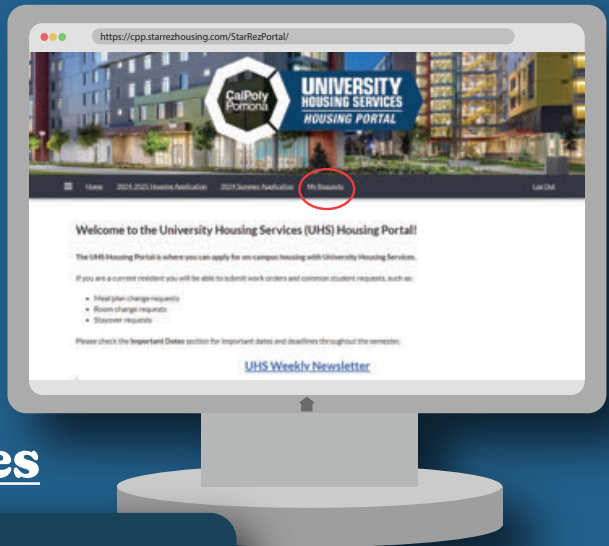 https://cpp.starrezhousing.com/StarRezPortal/
CalPoly
Pomona
UNIVERSITY
HOUSING SERVICES
HOUSING PORTAL
Home 2024-2025 Housing Application 2024 Summer Application My Requests Log Out
Welcome to the University Housing Services (UHS) Housing Portal!
The UHS Housing Portal is where you can apply for on-campus housing with University Housing Services.
If you are a current resident you will be able to submit work orders and common student requests, such as:
• Meal plan change requests
• Room change requests
• Stayover requests
Please check the Important Dates section for important dates and deadlines throughout the semester.
UHS Weekly Newsletter
es